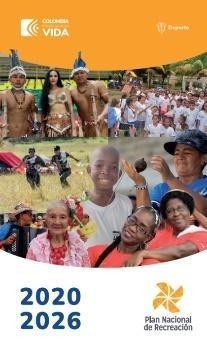 COLOMBIA
VIDA
Deporte
2020
2026
Plan Nacional
de Recreación